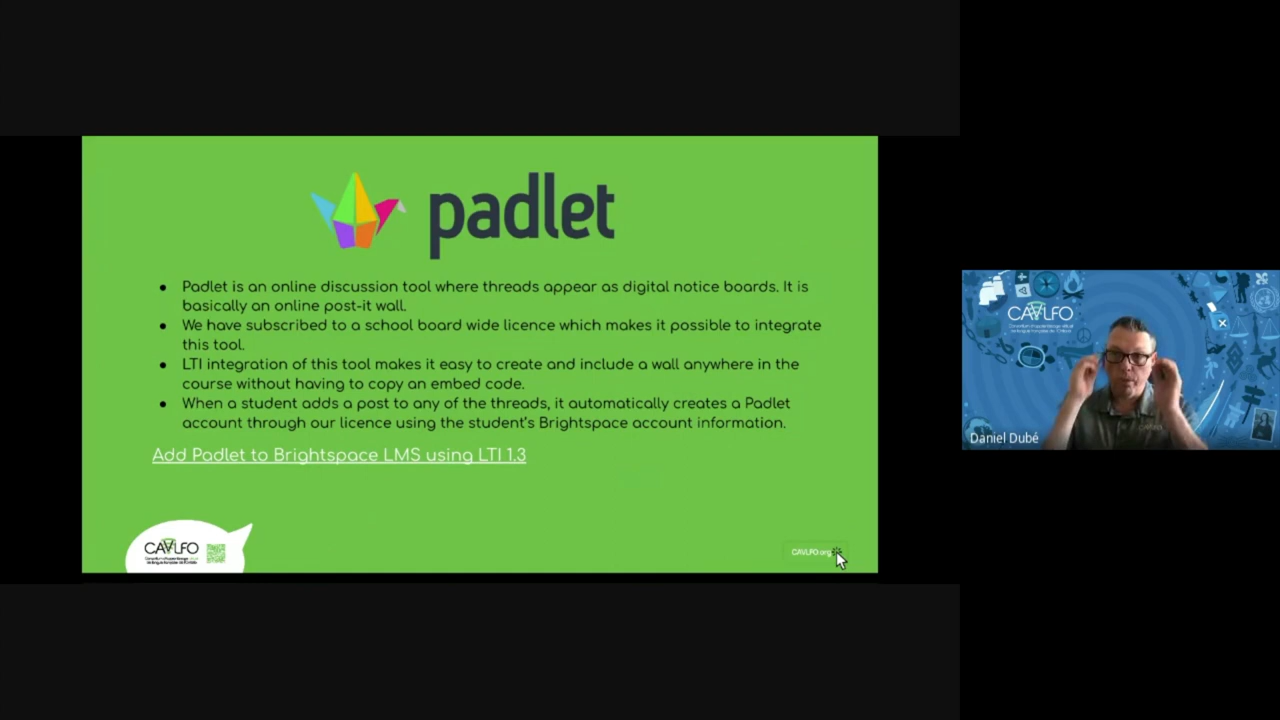 padlet
● Padlet is an online discussion tool where threads appear as digital notice boards. It is
basically an online post-it wall.
● We have subscribed to a school board wide licence which makes it possible to integrate
this tool.
● LTI integration of this tool makes it easy to create and include a wall anywhere in the
course without having to copy an embed code.
● When a student adds a post to any of the threads, it automatically creates a Padlet
account through our licence using the student's Brightspace account information.
Add Padlet to Brightspace LMS using LTI 1.3
CAVLFO
CAVLFO.org
CAVLFO
Daniel Dubé